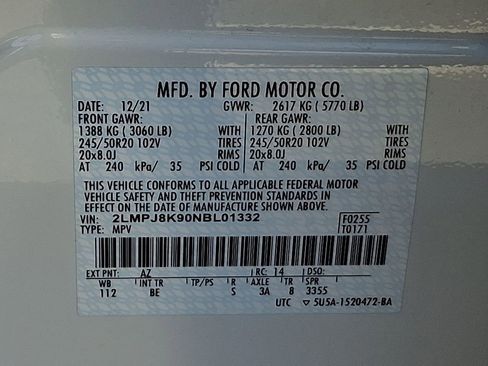 MFD. BY FORD MOTOR CO.
DATE: 12/21 GVWR: 2617 KG ( 5770 LB)
FRONT GAWR: REAR GAWR:
1388 KG ( 3060 LB) WITH 1270 KG ( 2800 LB) WITH
245/50R20 102V TIRES 245/50R20 102V TIRES
20x8.0J RIMS 20x8.0J RIMS
AT 240 kPa/ 35 PSI COLD AT 240 kPa/ 35 PSI COLD
THIS VEHICLE CONFORMS TO ALL APPLICABLE FEDERAL MOTOR
VEHICLE SAFETY AND THEFT PREVENTION STANDARDS IN
EFFECT ON THE DATE OF MANUFACTURE SHOWN ABOVE.
VIN: 2LMPJ8K90NBL01332 F0255
TYPE: MPV T0171
EXT PNT: AZ RC: 14 DSO:
WB INT TR TP/PS R AXLE TR SPR
112 BE S 3A 8 3355
UTC ▽ 5U5A-1520472-BA